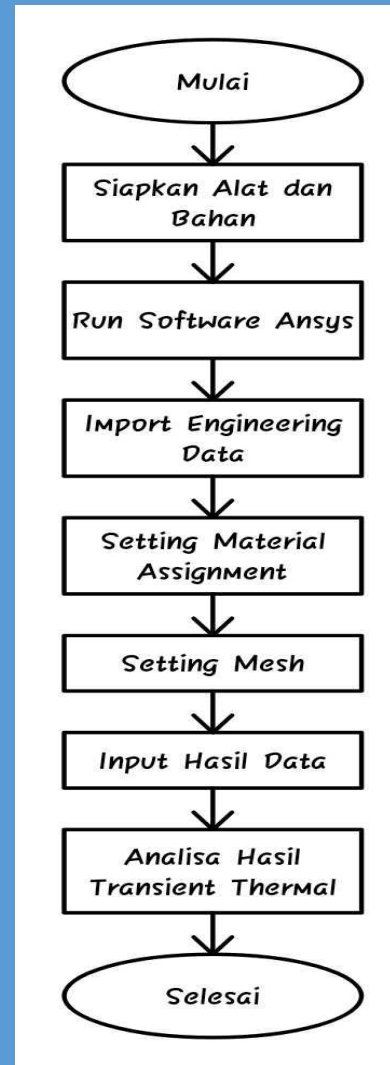 Mulai
Siapkan Alat dan
Bahan
Run Software Ansys
Import Engineering
Data
Setting Material
Assignment
Setting Mesh
Input Hasil Data
Analisa Hasil
Transient Thermal
Selesai